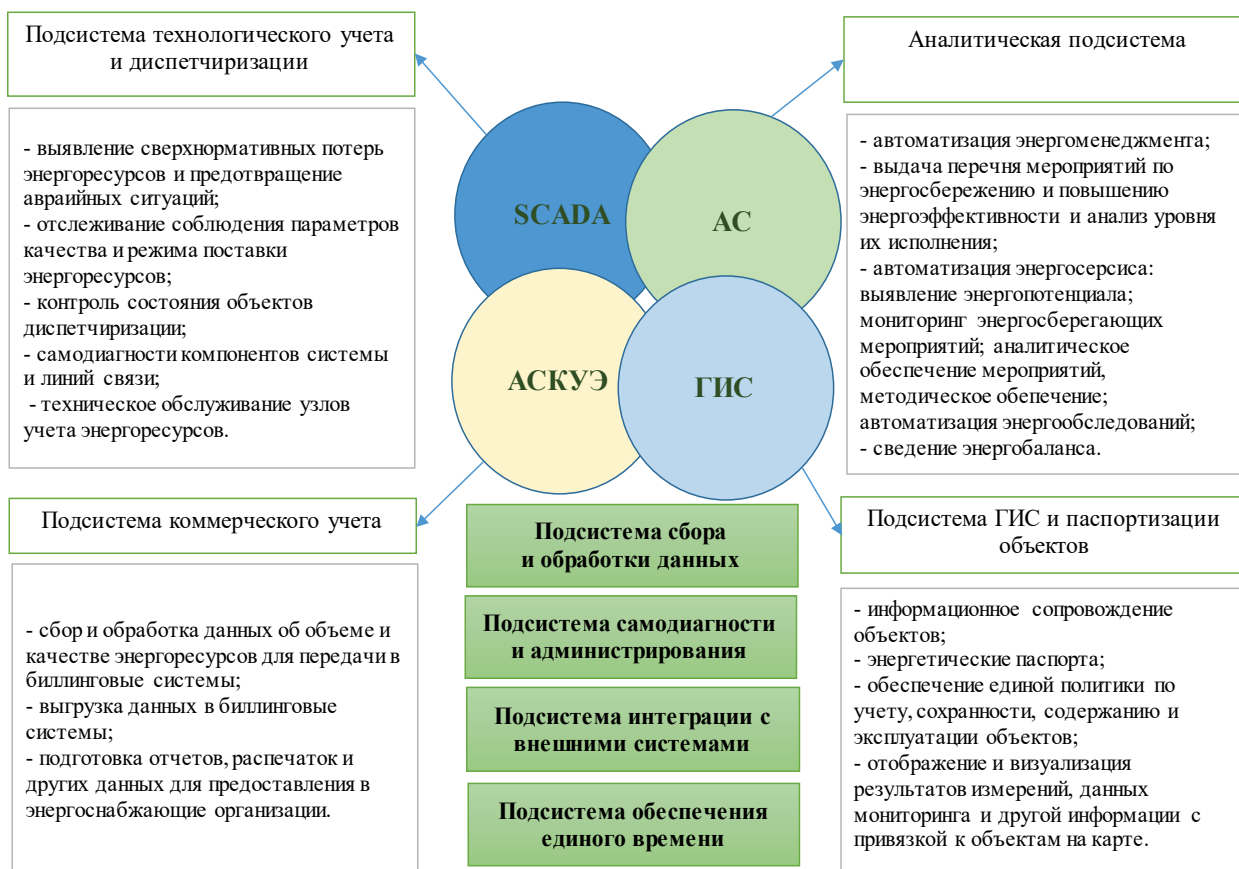 Подсистема технологического учета
и диспетчиризации
- выявление сверхнормативных потерь
энергоресурсов и предотвращение
авраийных ситуаций;
- отслеживание соблюдения параметров
качества и режима поставки
энергоресурсов;
- контроль состояния объектов
диспетчиризации;
- самодиагности компонентов системы
и линий связи;
- техническое обслуживание узлов
учета энергоресурсов.
SCADA
АС
АСКУЭ
ГИС
Аналитическая подсистема
- автоматизация энергоменеджмента;
- выдача перечня мероприятий по
энергосбережению и повышению
энергоэффективности и анализ уровня
их исполнения;
- автоматизация энергосерсиса:
выявление энергопотенциала;
мониторинг энергосберегающих
мероприятий; аналитическое
обеспечение мероприятий,
методическое обепечение;
автоматизация энергообследований;
- сведение энергобаланса.
Подсистема коммерческого учета
- сбор и обработка данных об объеме и
качестве энергоресурсов для передачи в
биллинговые системы;
- выгрузка данных в биллинговые
системы;
- подготовка отчетов, распечаток и
других данных для предоставления в
энергоснабжающие организации.
Подсистема сбора
и обработки данных
Подсистема самодиагности
и администрирования
Подсистема интеграции с
внешними системами
Подсистема обеспечения
единого времени
Подсистема ГИС и паспортизации
объектов
- информационное сопровождение
объектов;
- энергетические паспорта;
- обеспечение единой политики по
учету, сохранности, содержанию и
эксплуатации объектов;
- отображение и визуализация
результатов измерений, данных
мониторинга и другой информации с
привязкой к объектам на карте.